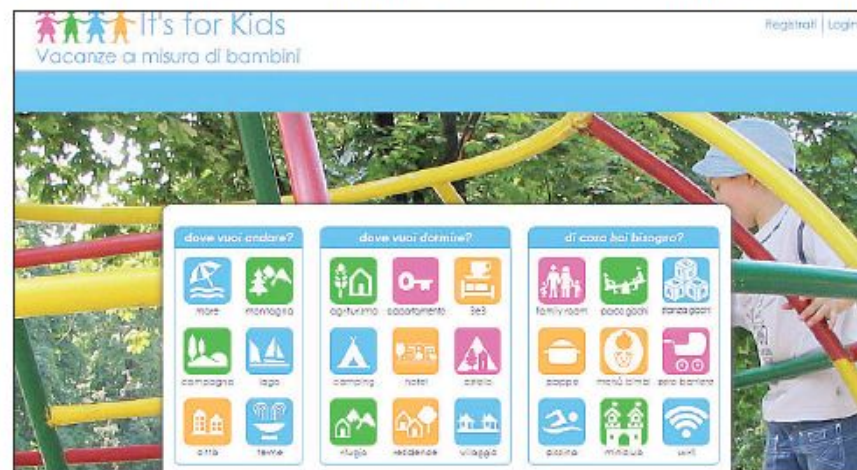 It's for Kids
Registrati | Login
Vacanze a misura di bambini
dove vuoi andare?
mare montagna
campagna lago
città terme
dove vuoi dormire?
agriturismo appartamento B&B
camping hotel ostello
rifugio residence villaggio
di cosa hai bisogno?
family room parco giochi stanza giochi
pappe menù bimbi zero barriere
piscina miniclub wi-fi